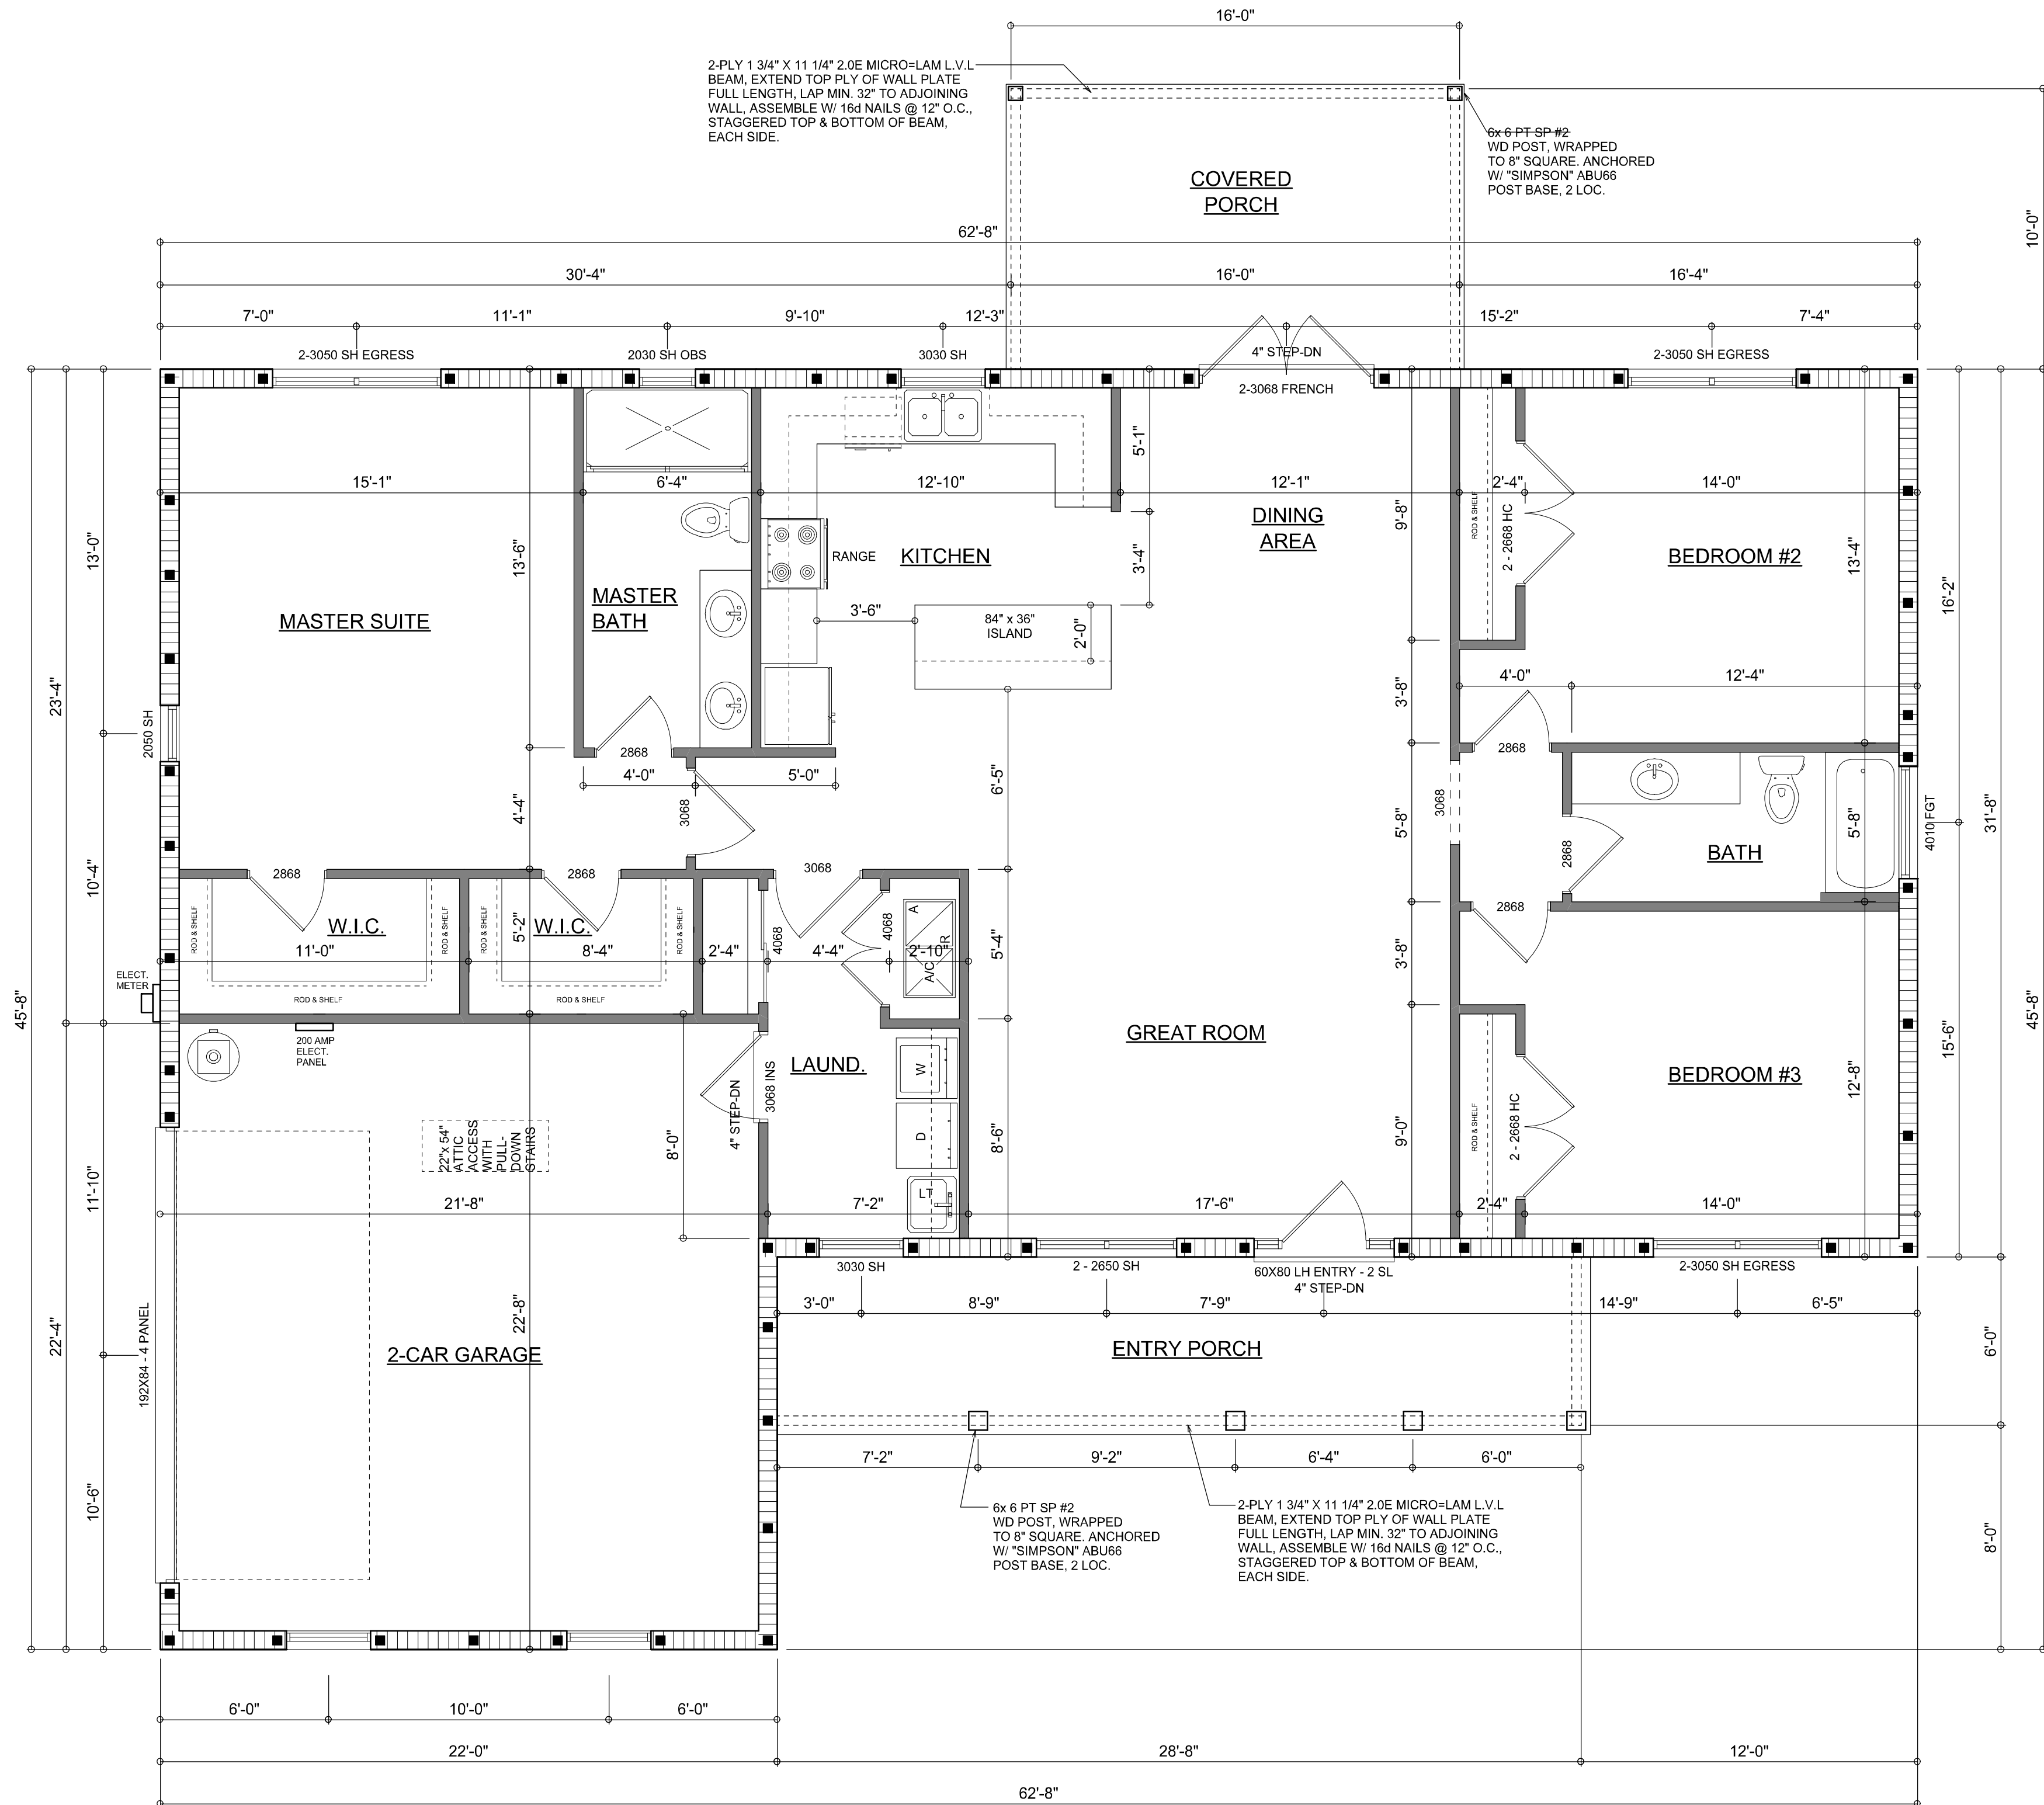 16'-0"
2-PLY 1 3/4" X 11 1/4" 2.0E MICRO=LAM L.V.L
BEAM, EXTEND TOP PLY OF WALL PLATE
FULL LENGTH, LAP MIN. 32" TO ADJOINING
WALL, ASSEMBLE W/ 16d NAILS @ 12" O.C.,
STAGGERED TOP & BOTTOM OF BEAM,
EACH SIDE.
6x 6 PT SP #2
WD POST, WRAPPED
TO 8" SQUARE. ANCHORED
W/ "SIMPSON" ABU66
POST BASE, 2 LOC.
COVERED
PORCH
10'-0"
62'-8"
30'-4"
16'-0"
16'-4"
7'-0"
11'-1"
9'-10"
12'-3"
15'-2"
7'-4"
2-3050 SH EGRESS
2030 SH OBS
3030 SH
4" STEP-DN
2-3068 FRENCH
2-3050 SH EGRESS
5'-1"
15'-1"
6'-4"
12'-10"
12'-1"
2'-4"
14'-0"
ROD & SHELF
9'-8"
2 - 2668 HC
DINING
AREA
13'-0"
13'-6"
3'-4"
RANGE
KITCHEN
BEDROOM #2
13'-4"
16'-2"
MASTER SUITE
MASTER
BATH
3'-6"
84" x 36"
ISLAND
2'-0"
23'-4"
2050 SH
3'-8"
4'-0"
12'-4"
2868
2868
4'-0"
5'-0"
6'-5"
4'-4"
3068
3068
5'-8"
5'-8"
4010 FGT
31'-8"
BATH
2868
2868
2868
3068
2868
10'-4"
ROD & SHELF
W.I.C.
ROD & SHELF
ROD & SHELF
5'-2"
W.I.C.
ROD & SHELF
4068
4068
A
R
A/C
11'-0"
8'-4"
2'-4"
4'-4"
2'-10"
5'-4"
3'-8"
ELECT.
METER
ROD & SHELF
ROD & SHELF
45'-8"
45'-8"
200 AMP
ELECT.
PANEL
GREAT ROOM
LAUND.
W
3068 INS
4" STEP-DN
15'-6"
BEDROOM #3
12'-8"
22"x 54"
ATTIC
ACCESS
WITH
PULL-
DOWN
STAIRS
8'-0"
D
8'-6"
9'-0"
ROD & SHELF
2 - 2668 HC
11'-10"
LT
21'-8"
7'-2"
17'-6"
2'-4"
14'-0"
3030 SH
2 - 2650 SH
60X80 LH ENTRY - 2 SL
4" STEP-DN
2-3050 SH EGRESS
3'-0"
8'-9"
7'-9"
14'-9"
6'-5"
22'-4"
192X84 - 4 PANEL
22'-8"
2-CAR GARAGE
ENTRY PORCH
6'-0"
7'-2"
9'-2"
6'-4"
6'-0"
10'-6"
6x 6 PT SP #2
WD POST, WRAPPED
TO 8" SQUARE. ANCHORED
W/ "SIMPSON" ABU66
POST BASE, 2 LOC.
2-PLY 1 3/4" X 11 1/4" 2.0E MICRO=LAM L.V.L
BEAM, EXTEND TOP PLY OF WALL PLATE
FULL LENGTH, LAP MIN. 32" TO ADJOINING
WALL, ASSEMBLE W/ 16d NAILS @ 12" O.C.,
STAGGERED TOP & BOTTOM OF BEAM,
EACH SIDE.
8'-0"
6'-0"
10'-0"
6'-0"
22'-0"
28'-8"
12'-0"
62'-8"